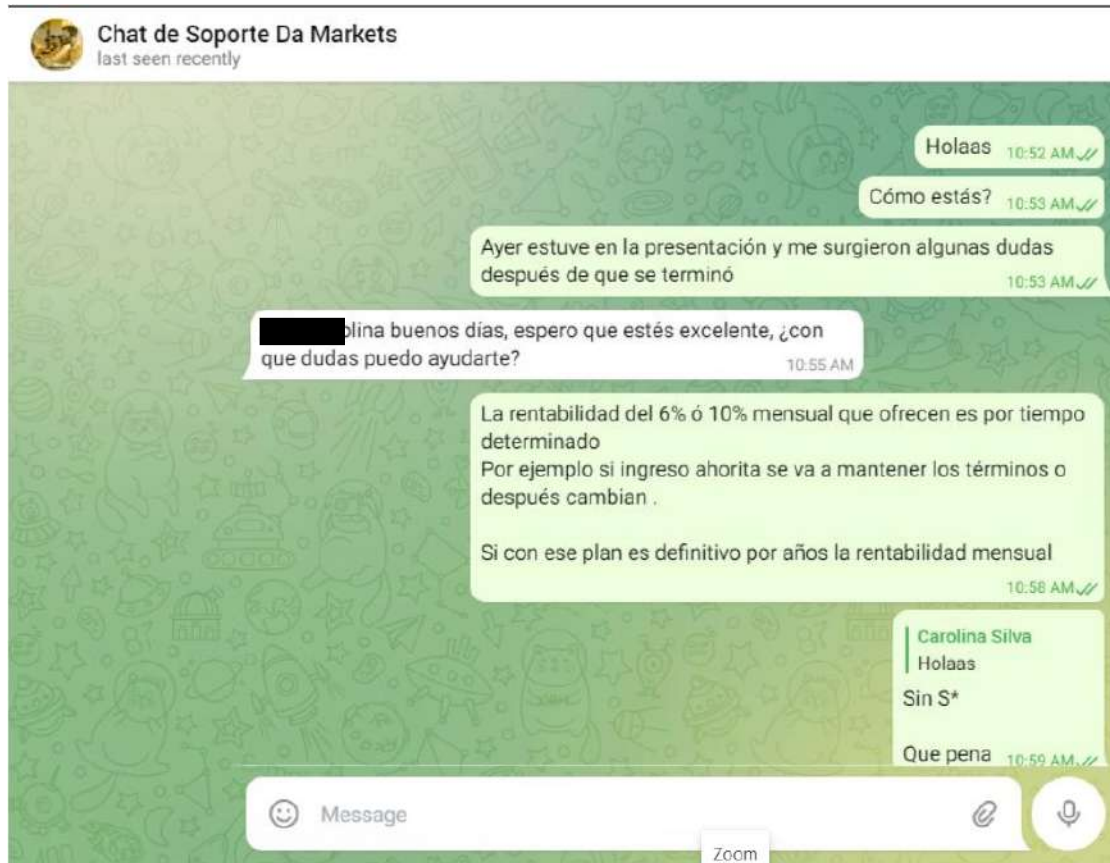 Chat de Soporte Da Markets
last seen recently
Holaas 10:52 AM
Cómo estás? 10:53 AM
Ayer estuve en la presentación y me surgieron algunas dudas
después de que se terminó 10:53 AM
olina buenos días, espero que estés excelente, ¿con
que dudas puedo ayudarte? 10:55 AM
La rentabilidad del 6% ó 10% mensual que ofrecen es por tiempo
determinado
Por ejemplo si ingreso ahorita se va a mantener los términos o
después cambian .
Si con ese plan es definitivo por años la rentabilidad mensual
10:58 AM
Carolina Silva
Holaas
Sin S*
Que pena 10:59 AM
Message
Zoom